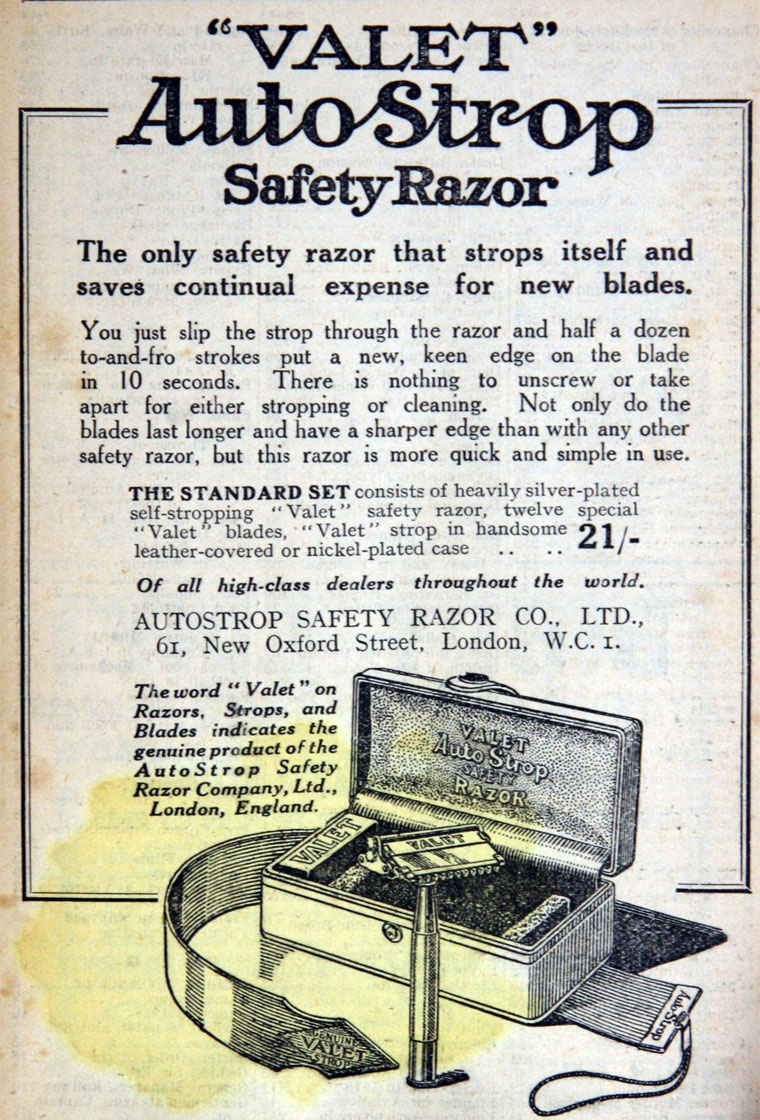 "VALET"
AutoStrop
Safety Razor
The only safety razor that strops itself and
saves continual expense for new blades.
You just slip the strop through the razor and half a dozen
to-and-fro strokes put a new, keen edge on the blade
in 10 seconds. There is nothing to unscrew or take
apart for either stropping or cleaning. Not only do the
blades last longer and have a sharper edge than with any other
safety razor, but this razor is more quick and simple in use.
THE STANDARD SET consists of heavily silver-plated
self-stropping "Valet" safety razor, twelve special
"Valet" blades, "Valet" strop in handsome
leather-covered or nickel-plated case .. .. 21/-
Of all high-class dealers throughout the world.
AUTOSTROP SAFETY RAZOR CO., LTD.,
61, New Oxford Street, London, W.C. 1.
The word "Valet" on
Razors, Strops, and
Blades indicates the
genuine product of the
AutoStrop Safety
Razor Company, Ltd.,
London, England.
VALET
Auto Strop
SAFETY
RAZOR
VALET
VALET
AutoStrop
GENUINE
VALET
STROP